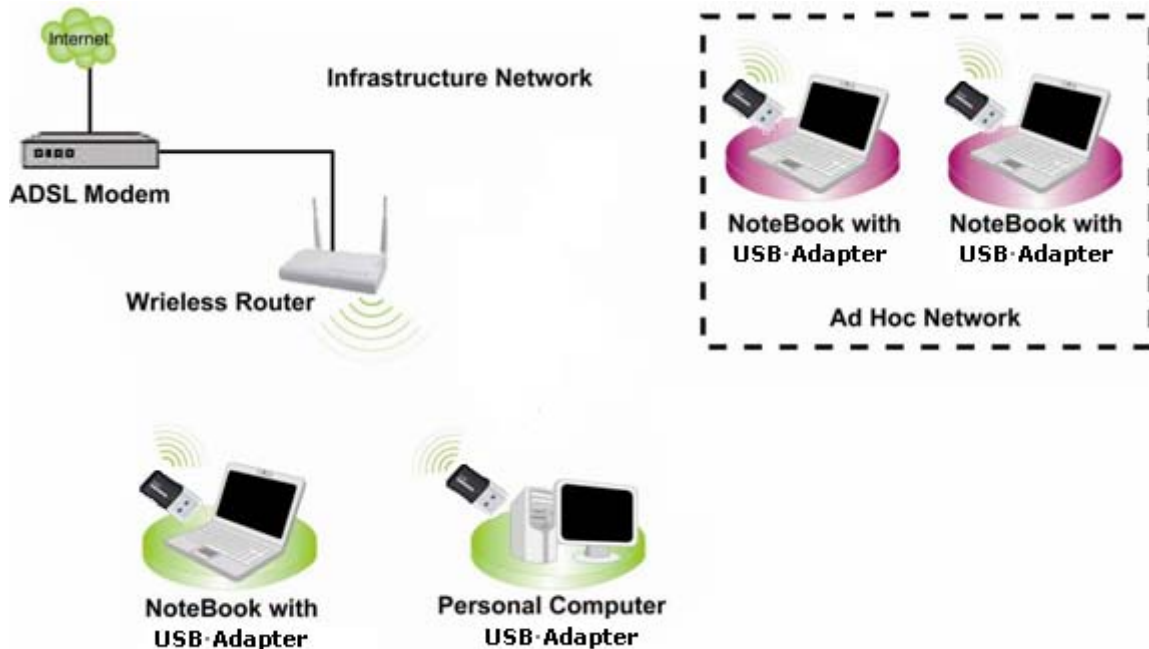 Internet
Infrastructure Network
ADSL Modem
Wrieless Router
NoteBook with
USB·Adapter
NoteBook with
USB·Adapter
Ad Hoc Network
NoteBook with
USB·Adapter
Personal Computer
USB·Adapter